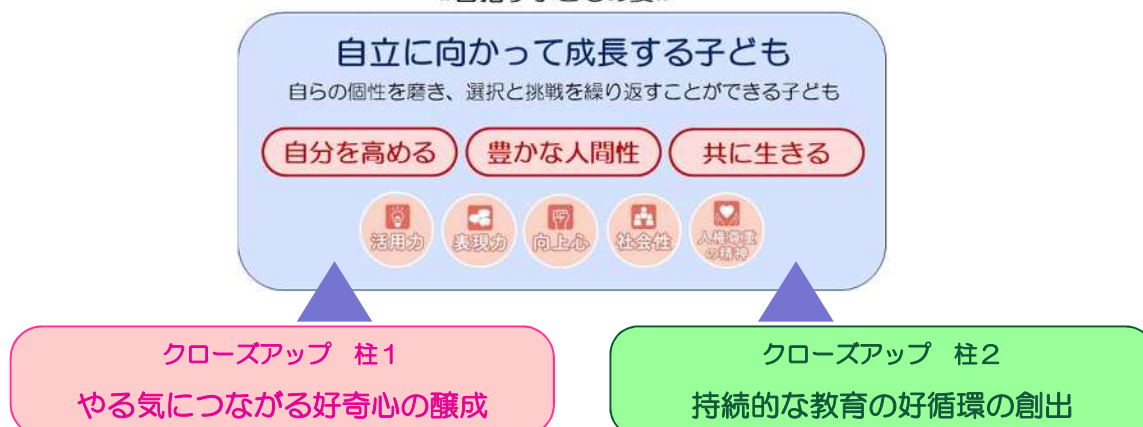 自立に向かって成長する子ども
自らの個性を磨き、選択と挑戦を繰り返すことができる子ども
自分を高める 豊かな人間性 共に生きる
活用力 表現力 向上心 社会性 人権尊重の精神
クローズアップ 柱1
やる気につながる好奇心の醸成
クローズアップ 柱2
持続的な教育の好循環の創出